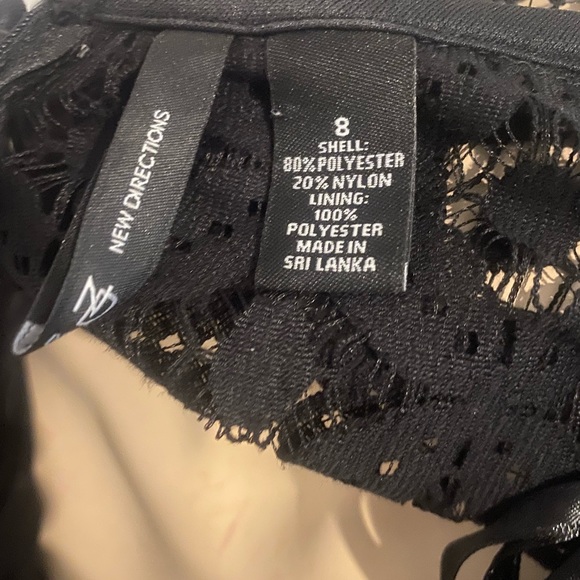 NEW DIRECTIONS
8
SHELL:
80% POLYESTER
20% NYLON
LINING:
100%
POLYESTER
MADE IN
SRI LANKA